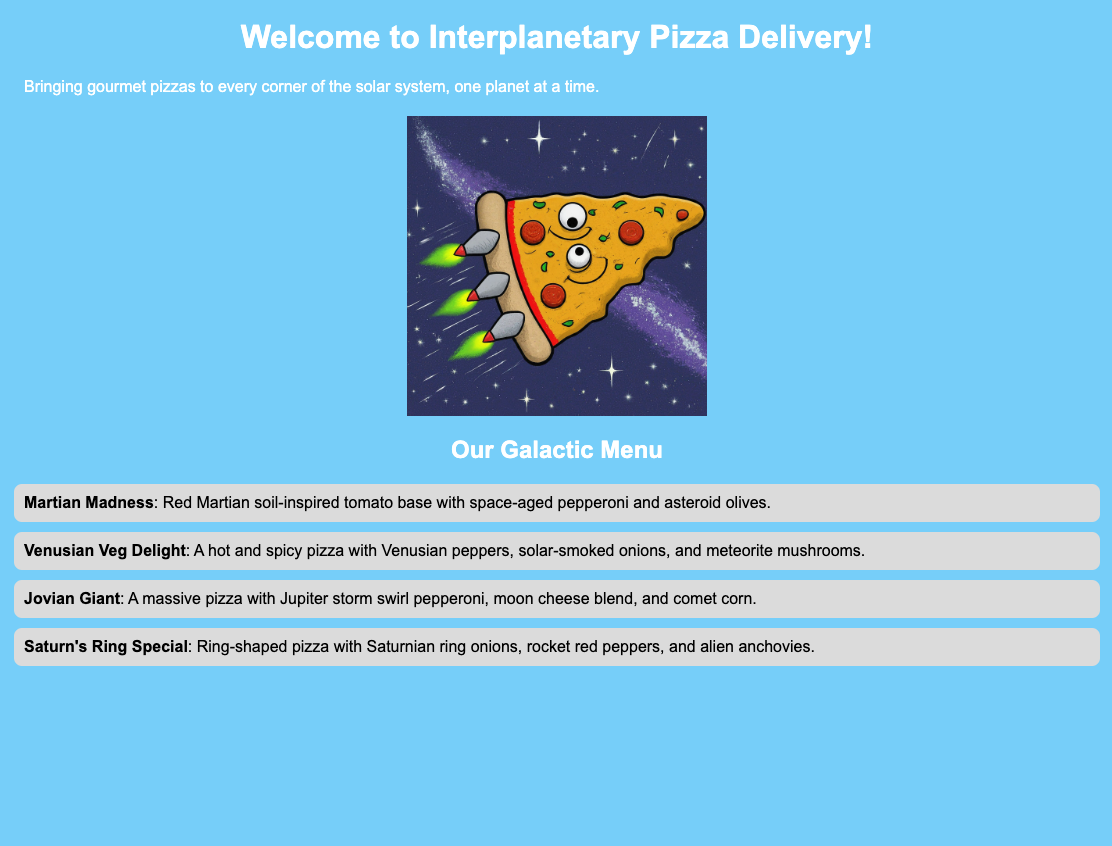 Welcome to Interplanetary Pizza Delivery!
Bringing gourmet pizzas to every corner of the solar system, one planet at a time.
Our Galactic Menu
Martian Madness: Red Martian soil-inspired tomato base with space-aged pepperoni and asteroid olives.
Venusian Veg Delight: A hot and spicy pizza with Venusian peppers, solar-smoked onions, and meteorite mushrooms.
Jovian Giant: A massive pizza with Jupiter storm swirl pepperoni, moon cheese blend, and comet corn.
Saturn's Ring Special: Ring-shaped pizza with Saturnian ring onions, rocket red peppers, and alien anchovies.